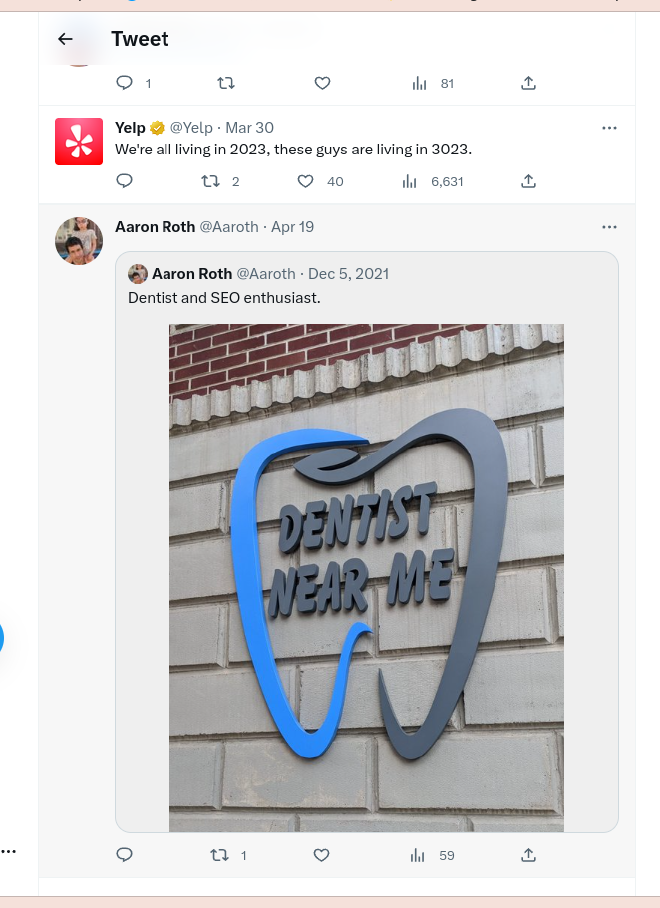 Tweet
1
81
Yelp @Yelp · Mar 30
We're all living in 2023, these guys are living in 3023.
2 40 6,631
Aaron Roth @Aaroth · Apr 19
Aaron Roth @Aaroth · Dec 5, 2021
Dentist and SEO enthusiast.
DENTIST
NEAR ME
1 59